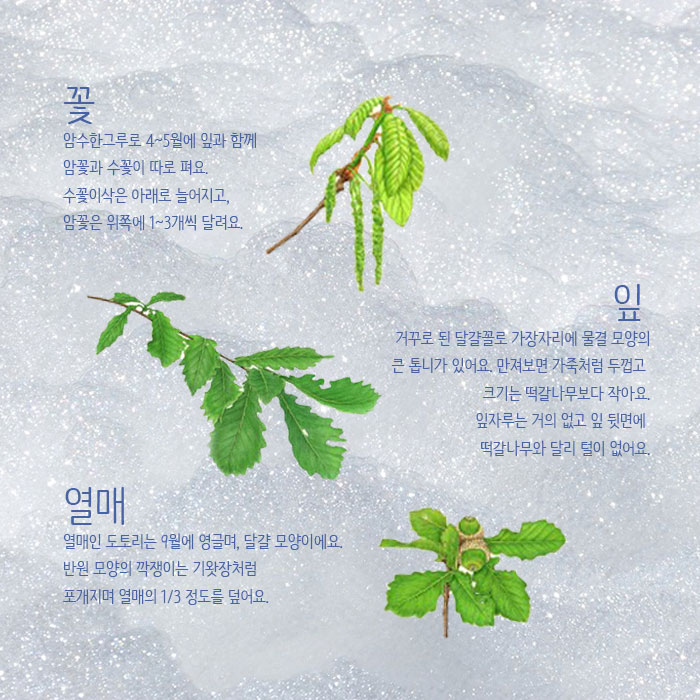 꽃
암수한그루로 4~5월에 잎과 함께
암꽃과 수꽃이 따로 펴요.
수꽃이삭은 아래로 늘어지고,
암꽃은 위쪽에 1~3개씩 달려요.
잎
거꾸로 된 달걀꼴로 가장자리에 물결 모양의
큰 톱니가 있어요. 만져보면 가죽처럼 두껍고
크기는 떡갈나무보다 작아요.
잎자루는 거의 없고 잎 뒷면에
떡갈나무와 달리 털이 없어요.
열매
열매인 도토리는 9월에 영글며, 달걀 모양이에요.
반원 모양의 깍쟁이는 기왓장처럼
포개지며 열매의 1/3 정도를 덮어요.